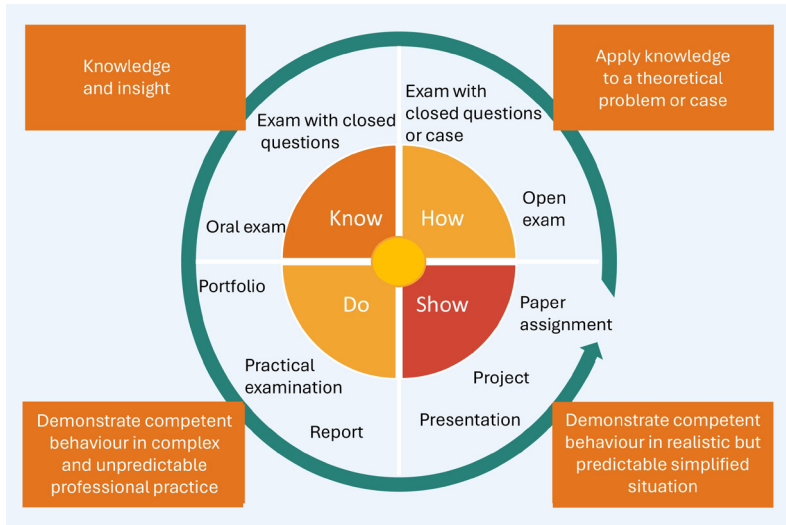 Knowledge
and insight
Apply knowledge
to a theoretical
problem or case
Exam with closed
questions
Exam with
closed questions
or case
Oral exam
Know
How
Open
exam
Portfolio
Do
Show
Paper
assignment
Practical
examination
Project
Report
Presentation
Demonstrate competent
behaviour in complex
and unpredictable
professional practice
Demonstrate competent
behaviour in realistic but
predictable simplified
situation